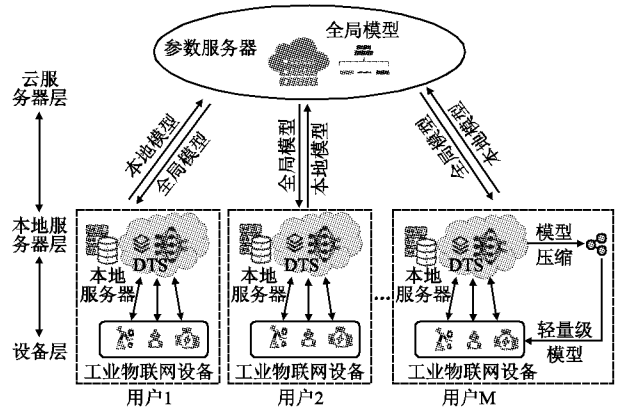 全局模型
参数服务器
云服
务器层
本地模型
全局模型
全局模型
本地模型
全局模型
本地模型
本地服
务器层
DTS
本地
服务器
DTS
本地
服务器
...
DTS
本地
服务器
模型
压缩
轻量级
模型
设备层
工业物联网设备
工业物联网设备
工业物联网设备
用户1
用户2
用户M